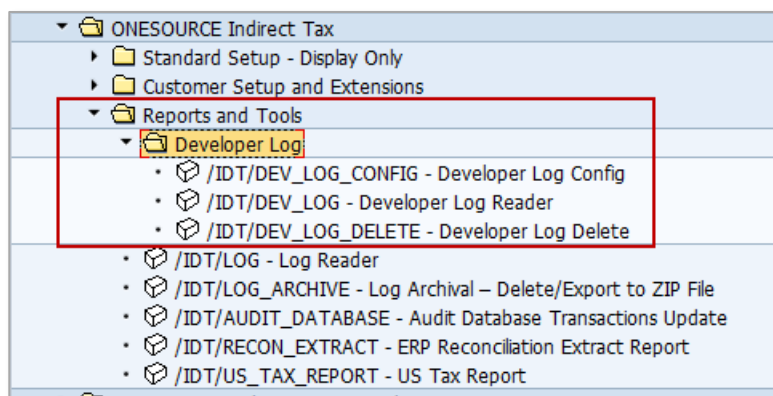 ONESOURCE Indirect Tax
Standard Setup - Display Only
Customer Setup and Extensions
Reports and Tools
Developer Log
/IDT/DEV_LOG_CONFIG - Developer Log Config
/IDT/DEV_LOG - Developer Log Reader
/IDT/DEV_LOG_DELETE - Developer Log Delete
/IDT/LOG - Log Reader
/IDT/LOG_ARCHIVE - Log Archival – Delete/Export to ZIP File
/IDT/AUDIT_DATABASE - Audit Database Transactions Update
/IDT/RECON_EXTRACT - ERP Reconciliation Extract Report
/IDT/US_TAX_REPORT - US Tax Report